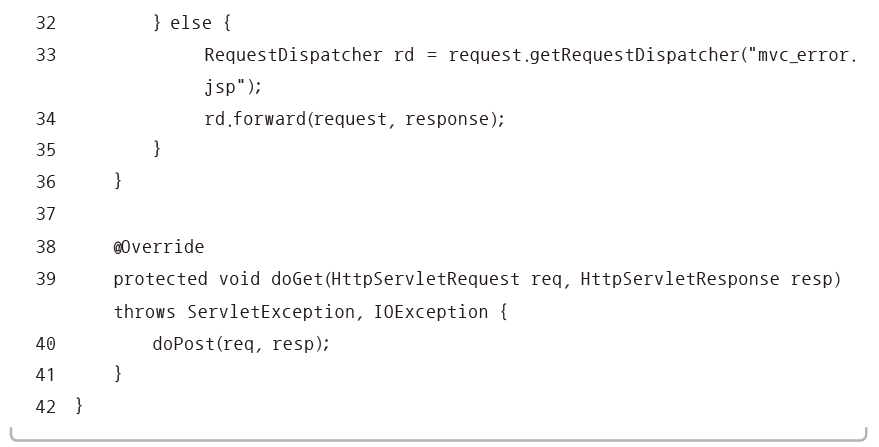 32 } else {
33 RequestDispatcher rd = request.getRequestDispatcher("mvc_error.
jsp");
34 rd.forward(request, response);
35 }
36 }
37
38 @Override
39 protected void doGet(HttpServletRequest req, HttpServletResponse resp)
throws ServletException, IOException {
40 doPost(req, resp);
41 }
42 }